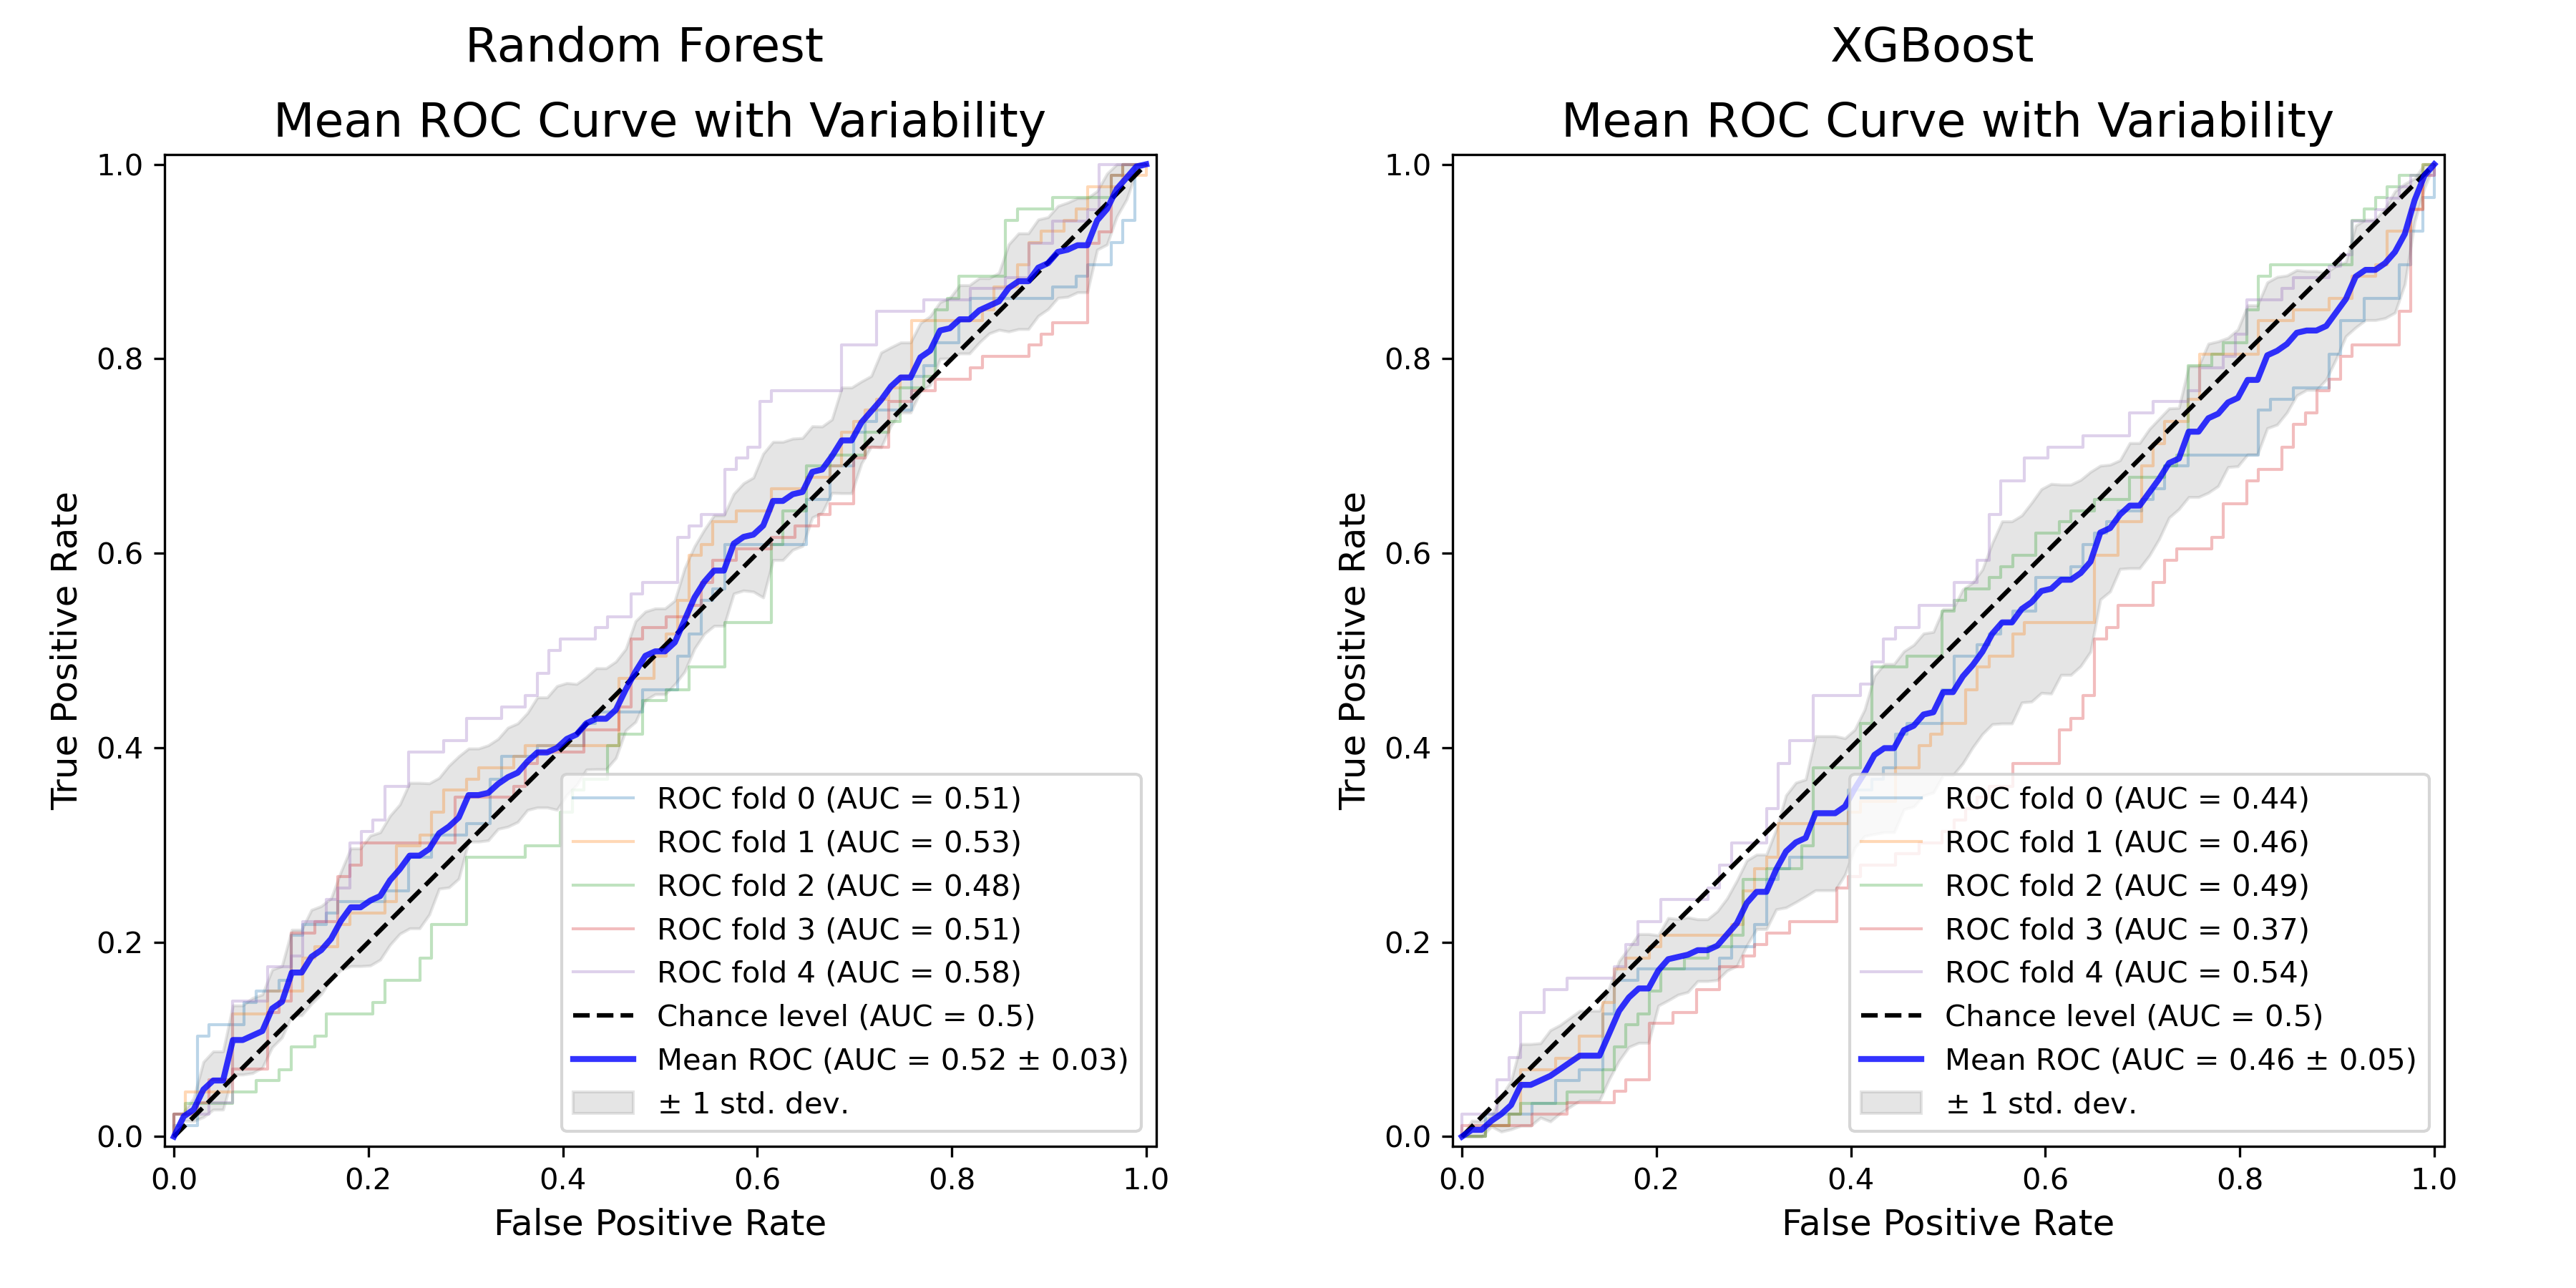 Random Forest
Mean ROC Curve with Variability
True Positive Rate
1.0
0.8
0.6
0.4
0.2
0.0
0.0 0.2 0.4 0.6 0.8 1.0
False Positive Rate
ROC fold 0 (AUC = 0.51)
ROC fold 1 (AUC = 0.53)
ROC fold 2 (AUC = 0.48)
ROC fold 3 (AUC = 0.51)
ROC fold 4 (AUC = 0.58)
Chance level (AUC = 0.5)
Mean ROC (AUC = 0.52 ± 0.03)
± 1 std. dev.
XGBoost
Mean ROC Curve with Variability
True Positive Rate
1.0
0.8
0.6
0.4
0.2
0.0
0.0 0.2 0.4 0.6 0.8 1.0
False Positive Rate
ROC fold 0 (AUC = 0.44)
ROC fold 1 (AUC = 0.46)
ROC fold 2 (AUC = 0.49)
ROC fold 3 (AUC = 0.37)
ROC fold 4 (AUC = 0.54)
Chance level (AUC = 0.5)
Mean ROC (AUC = 0.46 ± 0.05)
± 1 std. dev.